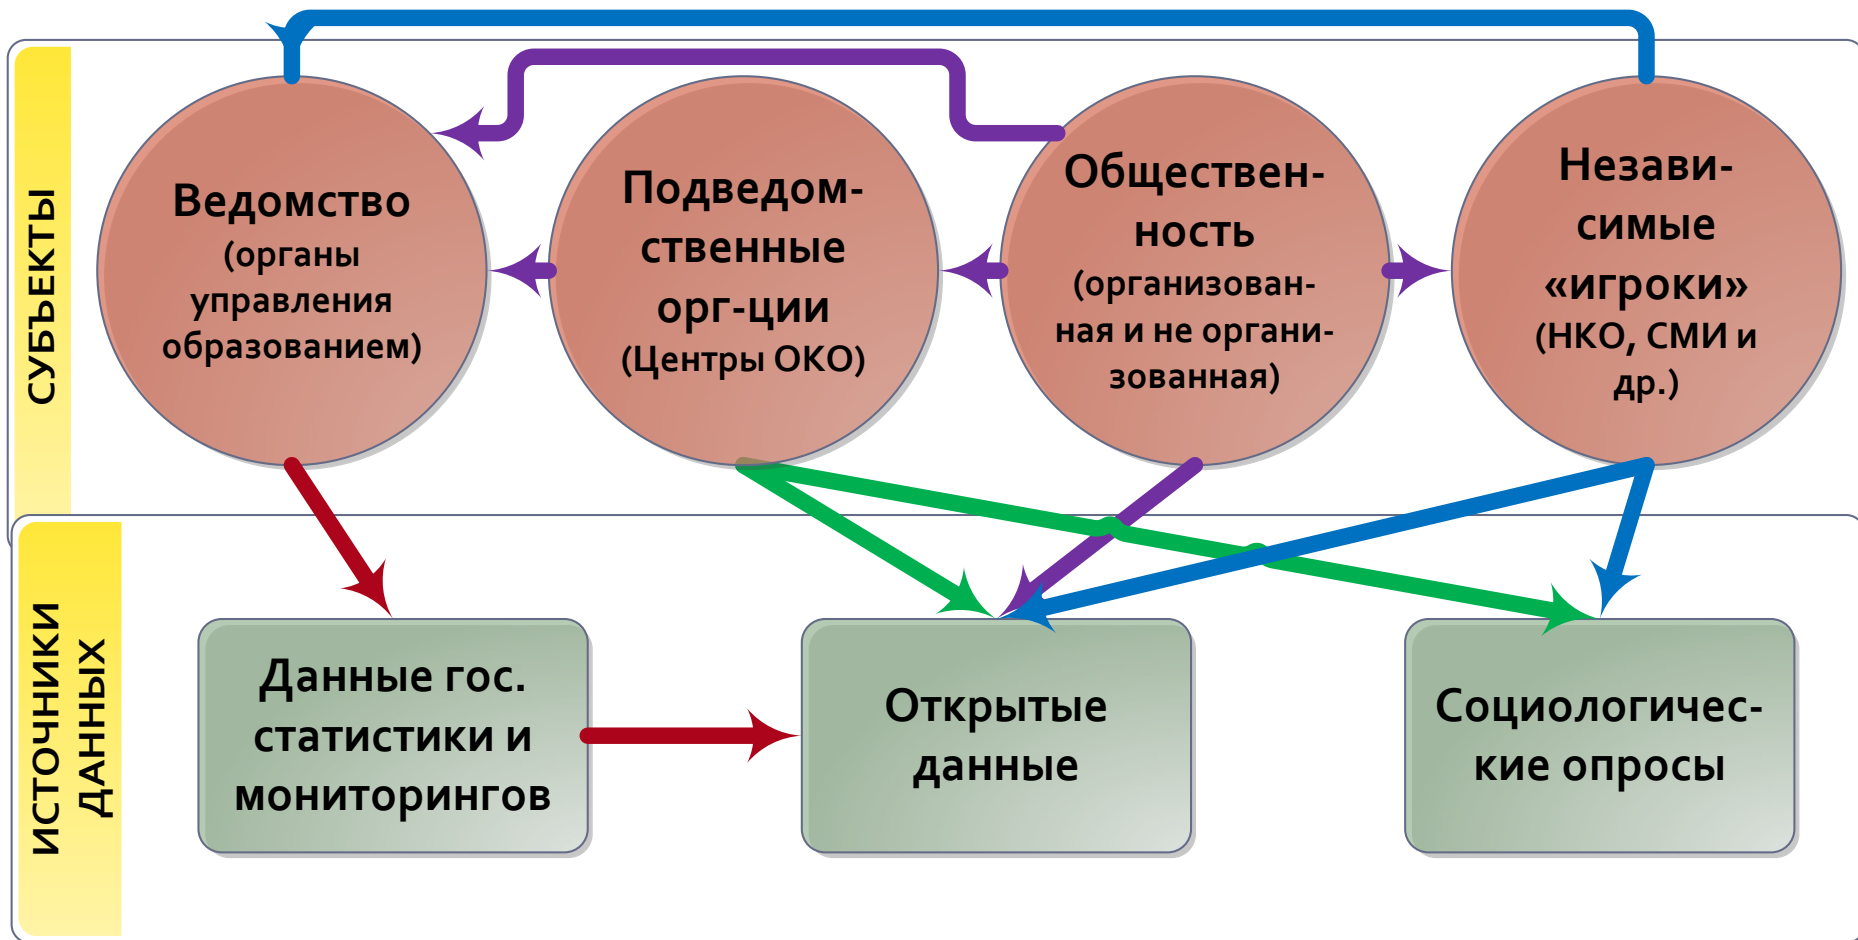 СУБЪЕКТЫ
Ведомство
(органы
управления
образованием)
Подведом-
ственные
орг-ции
(Центры ОКО)
Обществен-
ность
(организован-
ная и не органи-
зованная)
Незави-
симые
«игроки»
(НКО, СМИ и
др.)
ИСТОЧНИКИ
ДАННЫХ
Данные гос.
статистики и
мониторингов
Открытые
данные
Социологичес-
кие опросы